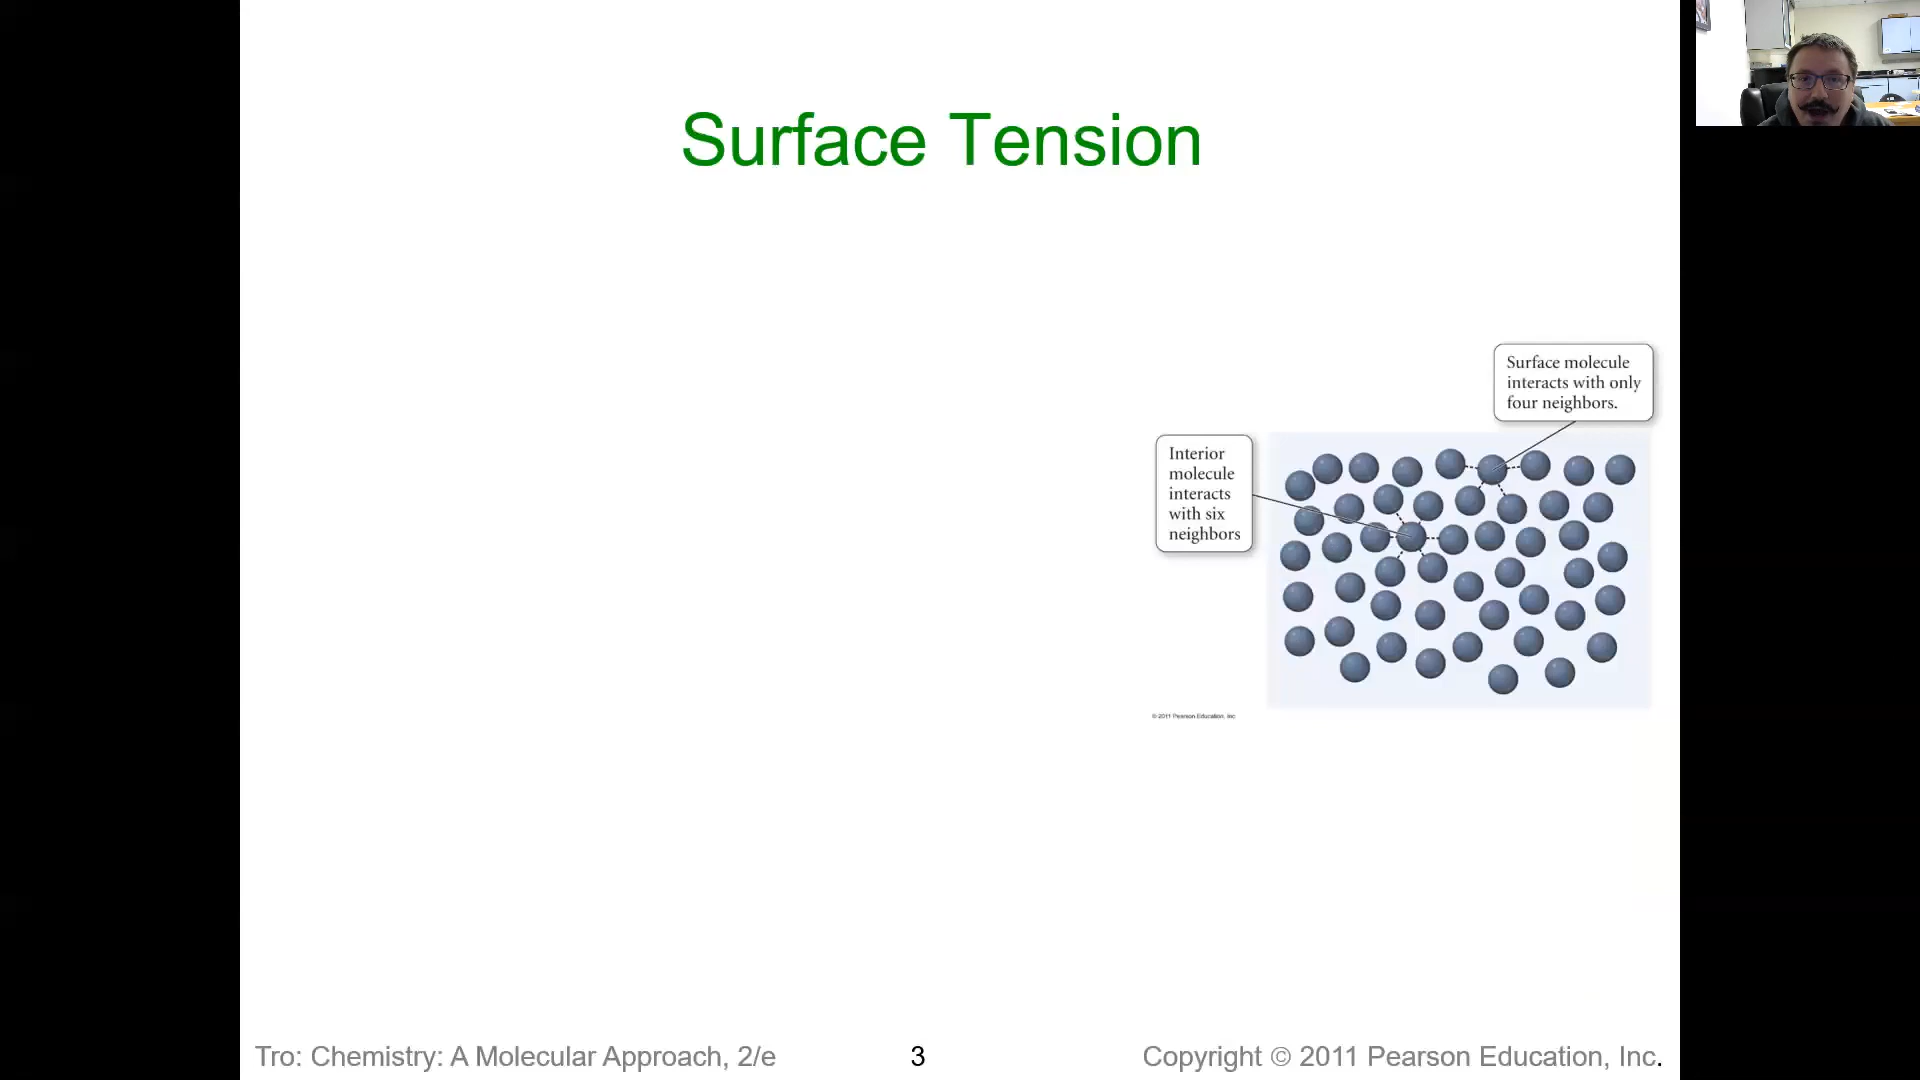 Surface Tension
Surface molecule
interacts with only
four neighbors.
Interior
molecule
interacts
with six
neighbors
© 2011 Pearson Education, Inc
Tro: Chemistry: A Molecular Approach, 2/e
3
Copyright © 2011 Pearson Education, Inc.